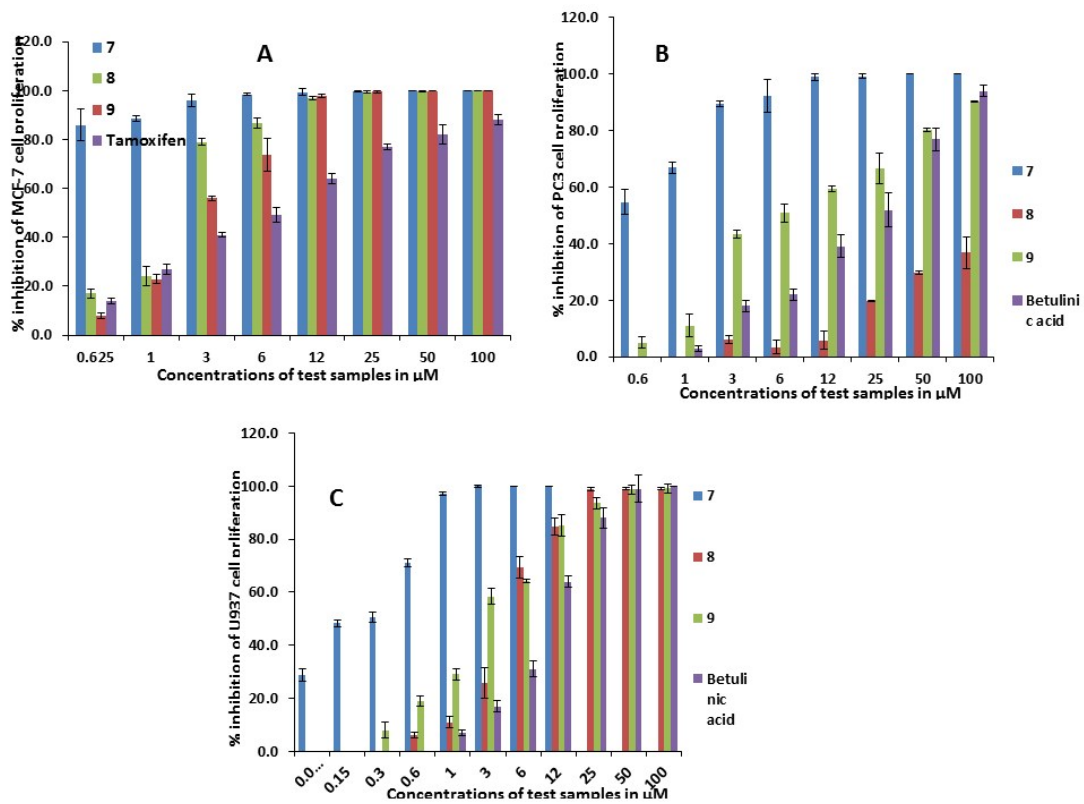 % inhibition of MCF-7 cell proliferation
120.0
100.0
80.0
60.0
40.0
20.0
0.0
A
7
8
9
Tamoxifen
0.625 1 3 6 12 25 50 100
Concentrations of test samples in μM
% inhibition of PC3 cell proliferation
120.0
100.0
80.0
60.0
40.0
20.0
0.0
B
0.6 1 3 6 12 25 50 100
Concentrations of test samples in μM
7
8
9
Betulini
c acid
% inhibition of U937 cell prliferation
120.0
100.0
80.0
60.0
40.0
20.0
0.0
C
0.0... 0.15 0.3 0.6 1 3 6 12 25 50 100
Concentrations of test samples in μM
7
8
9
Betuli
nic
acid